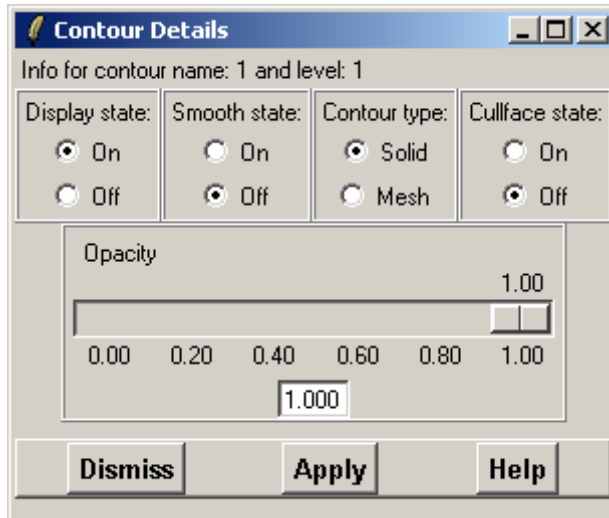 Contour Details
Info for contour name: 1 and level: 1
Display state: Smooth state: Contour type: Cullface state:
On On Solid On
Off Off Mesh Off
Opacity
1.00
0.00 0.20 0.40 0.60 0.80 1.00
1.000
Dismiss Apply Help